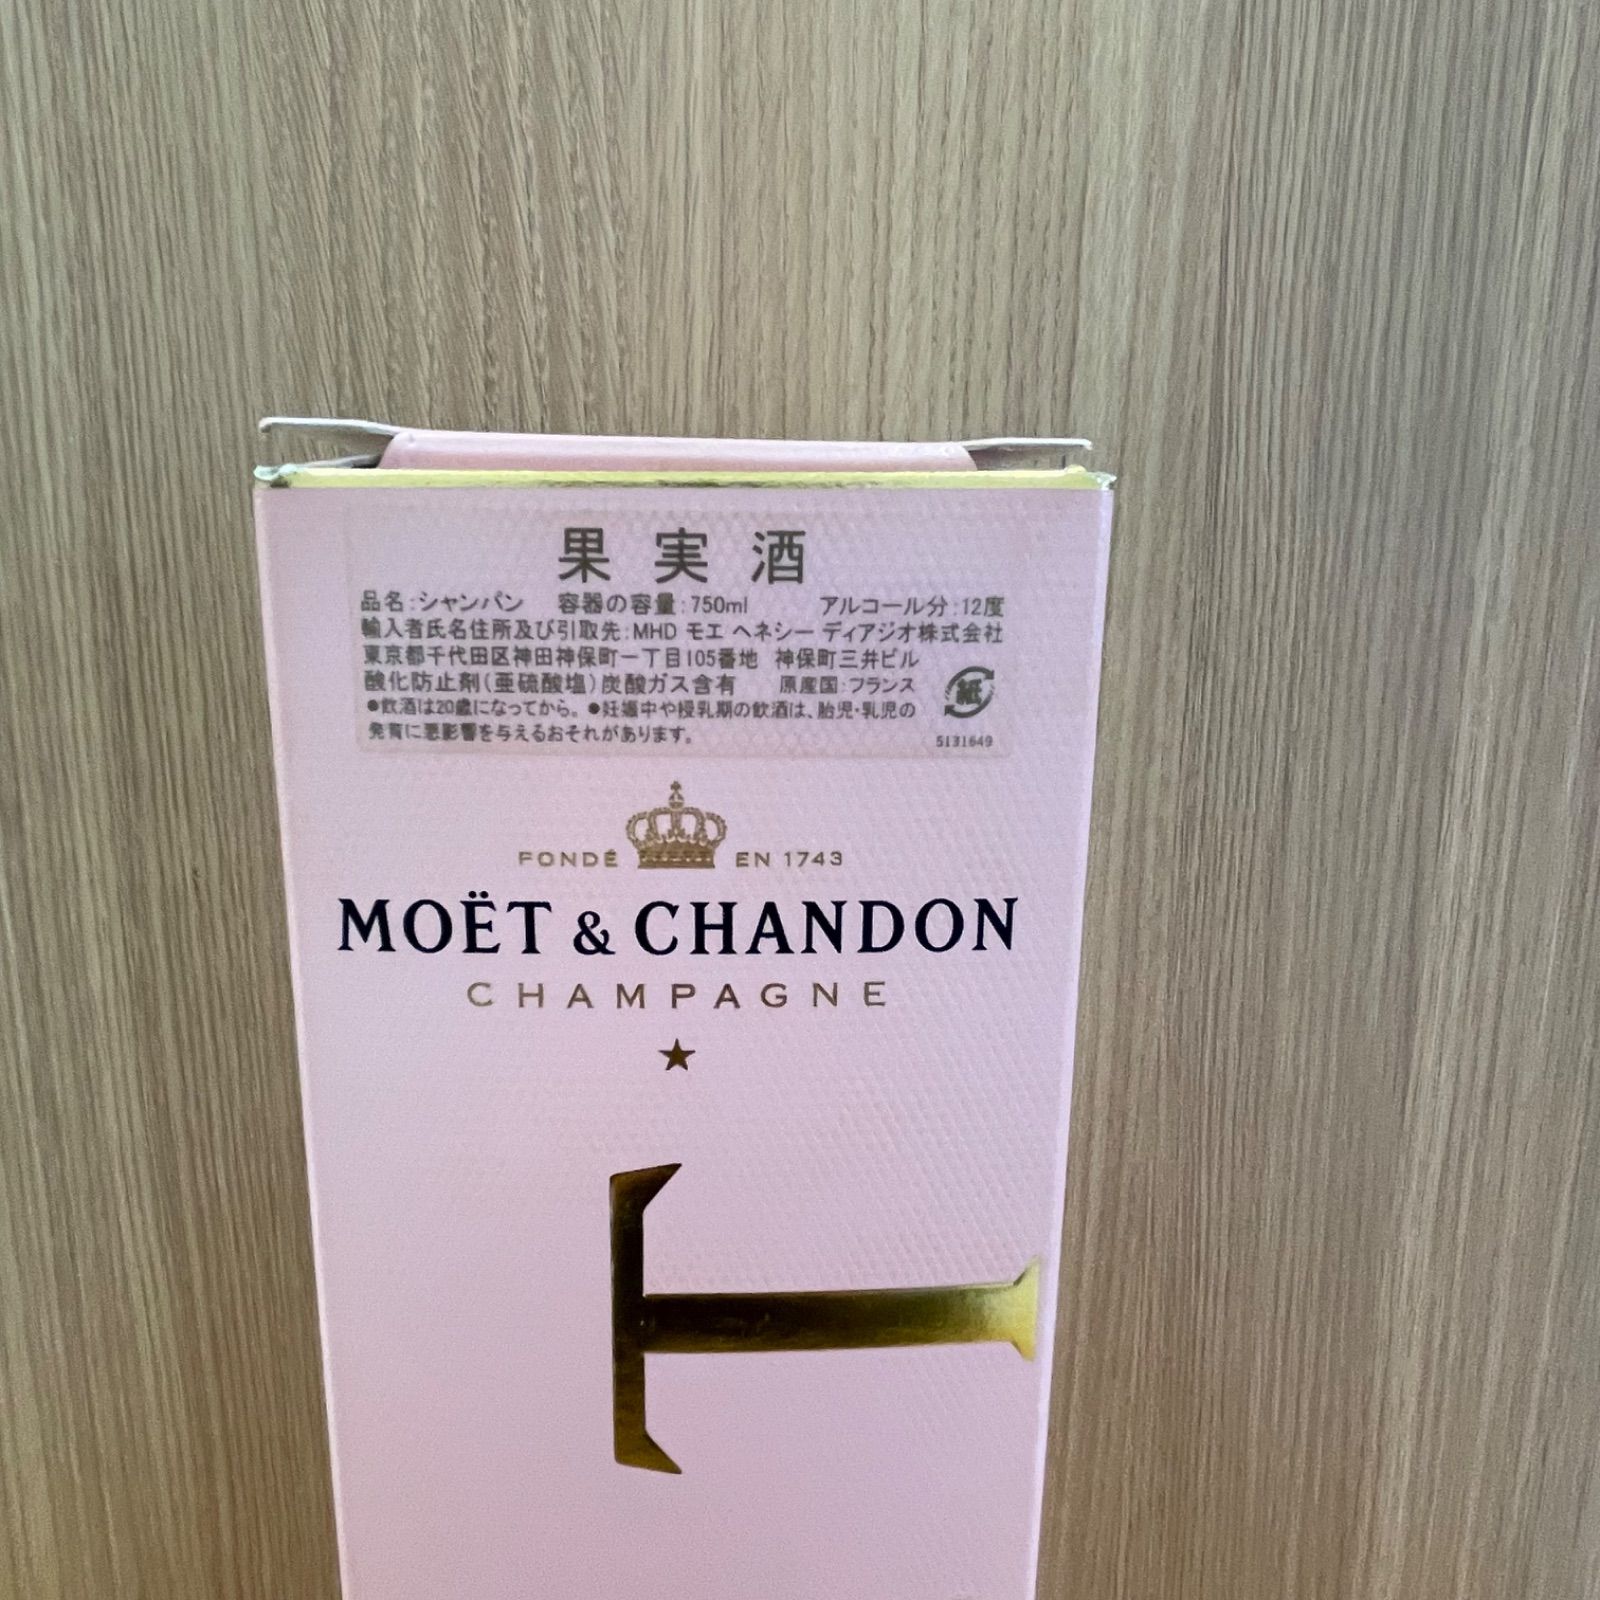 果実酒
品名:シャンパン 容器の容量:750ml アルコール分:12度
輸入者氏名住所及び引取先:MHD モエ ヘネシー ディアジオ株式会社
東京都千代田区神田神保町一丁目105番地 神保町三井ビル
酸化防止剤(亜硫酸塩)炭酸ガス含有 原産国:フランス
紙
●飲酒は20歳になってから。●妊娠中や授乳期の飲酒は、胎児・乳児の
発育に悪影響を与えるおそれがあります。
5131649
FONDÉ EN 1743
MOËT & CHANDON
CHAMPAGNE
T